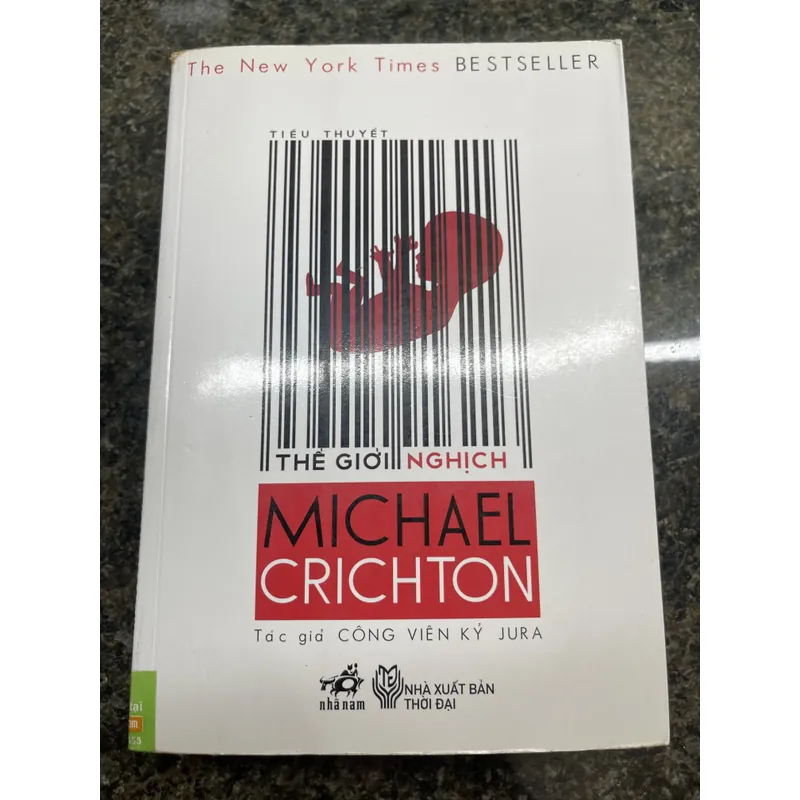 The New York Times BESTSELLER
TIỂU THUYẾT
THẾ GIỚI NGHỊCH
MICHAEL
CRICHTON
Tác giả CÔNG VIÊN KỶ JURA
nhã nam
NHÀ XUẤT BẢN
THỜI ĐẠI